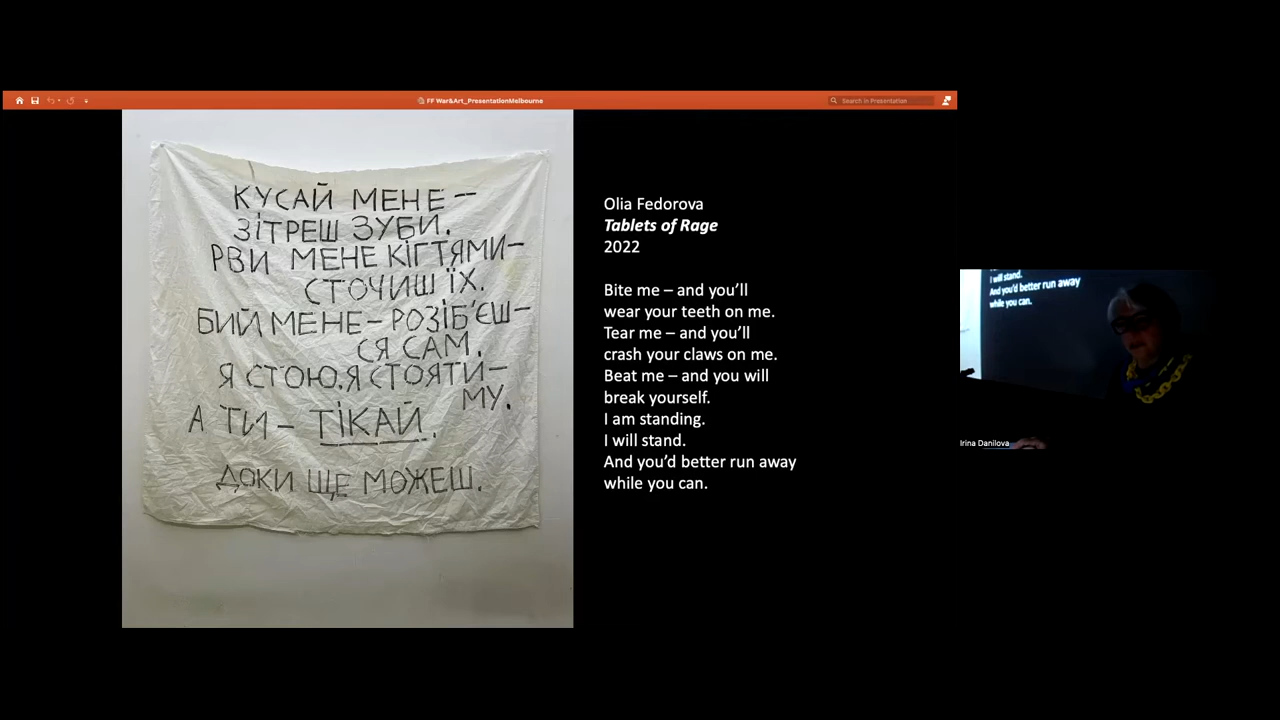 FF War&Art_PresentationMelbourne
Search in Presentation
КУСАЙ МЕНЕ –
ЗІТРЕШ ЗУБИ.
РВИ МЕНЕ КІГТЯМИ–
СТОЧИШ ЇХ.
БИЙ МЕНЕ – РОЗІБ'ЄШ–
СЯ САМ.
Я СТОЮ. Я СТОЯТИ–
МУ.
А ТИ – ТІКАЙ.
ДОКИ ЩЕ МОЖЕШ.
Olia Fedorova
Tablets of Rage
2022
Bite me – and you'll
wear your teeth on me.
Tear me – and you'll
crash your claws on me.
Beat me – and you will
break yourself.
I am standing.
I will stand.
And you'd better run away
while you can.
I will stand.
And you'd better run away
while you can.
Irina Danilova